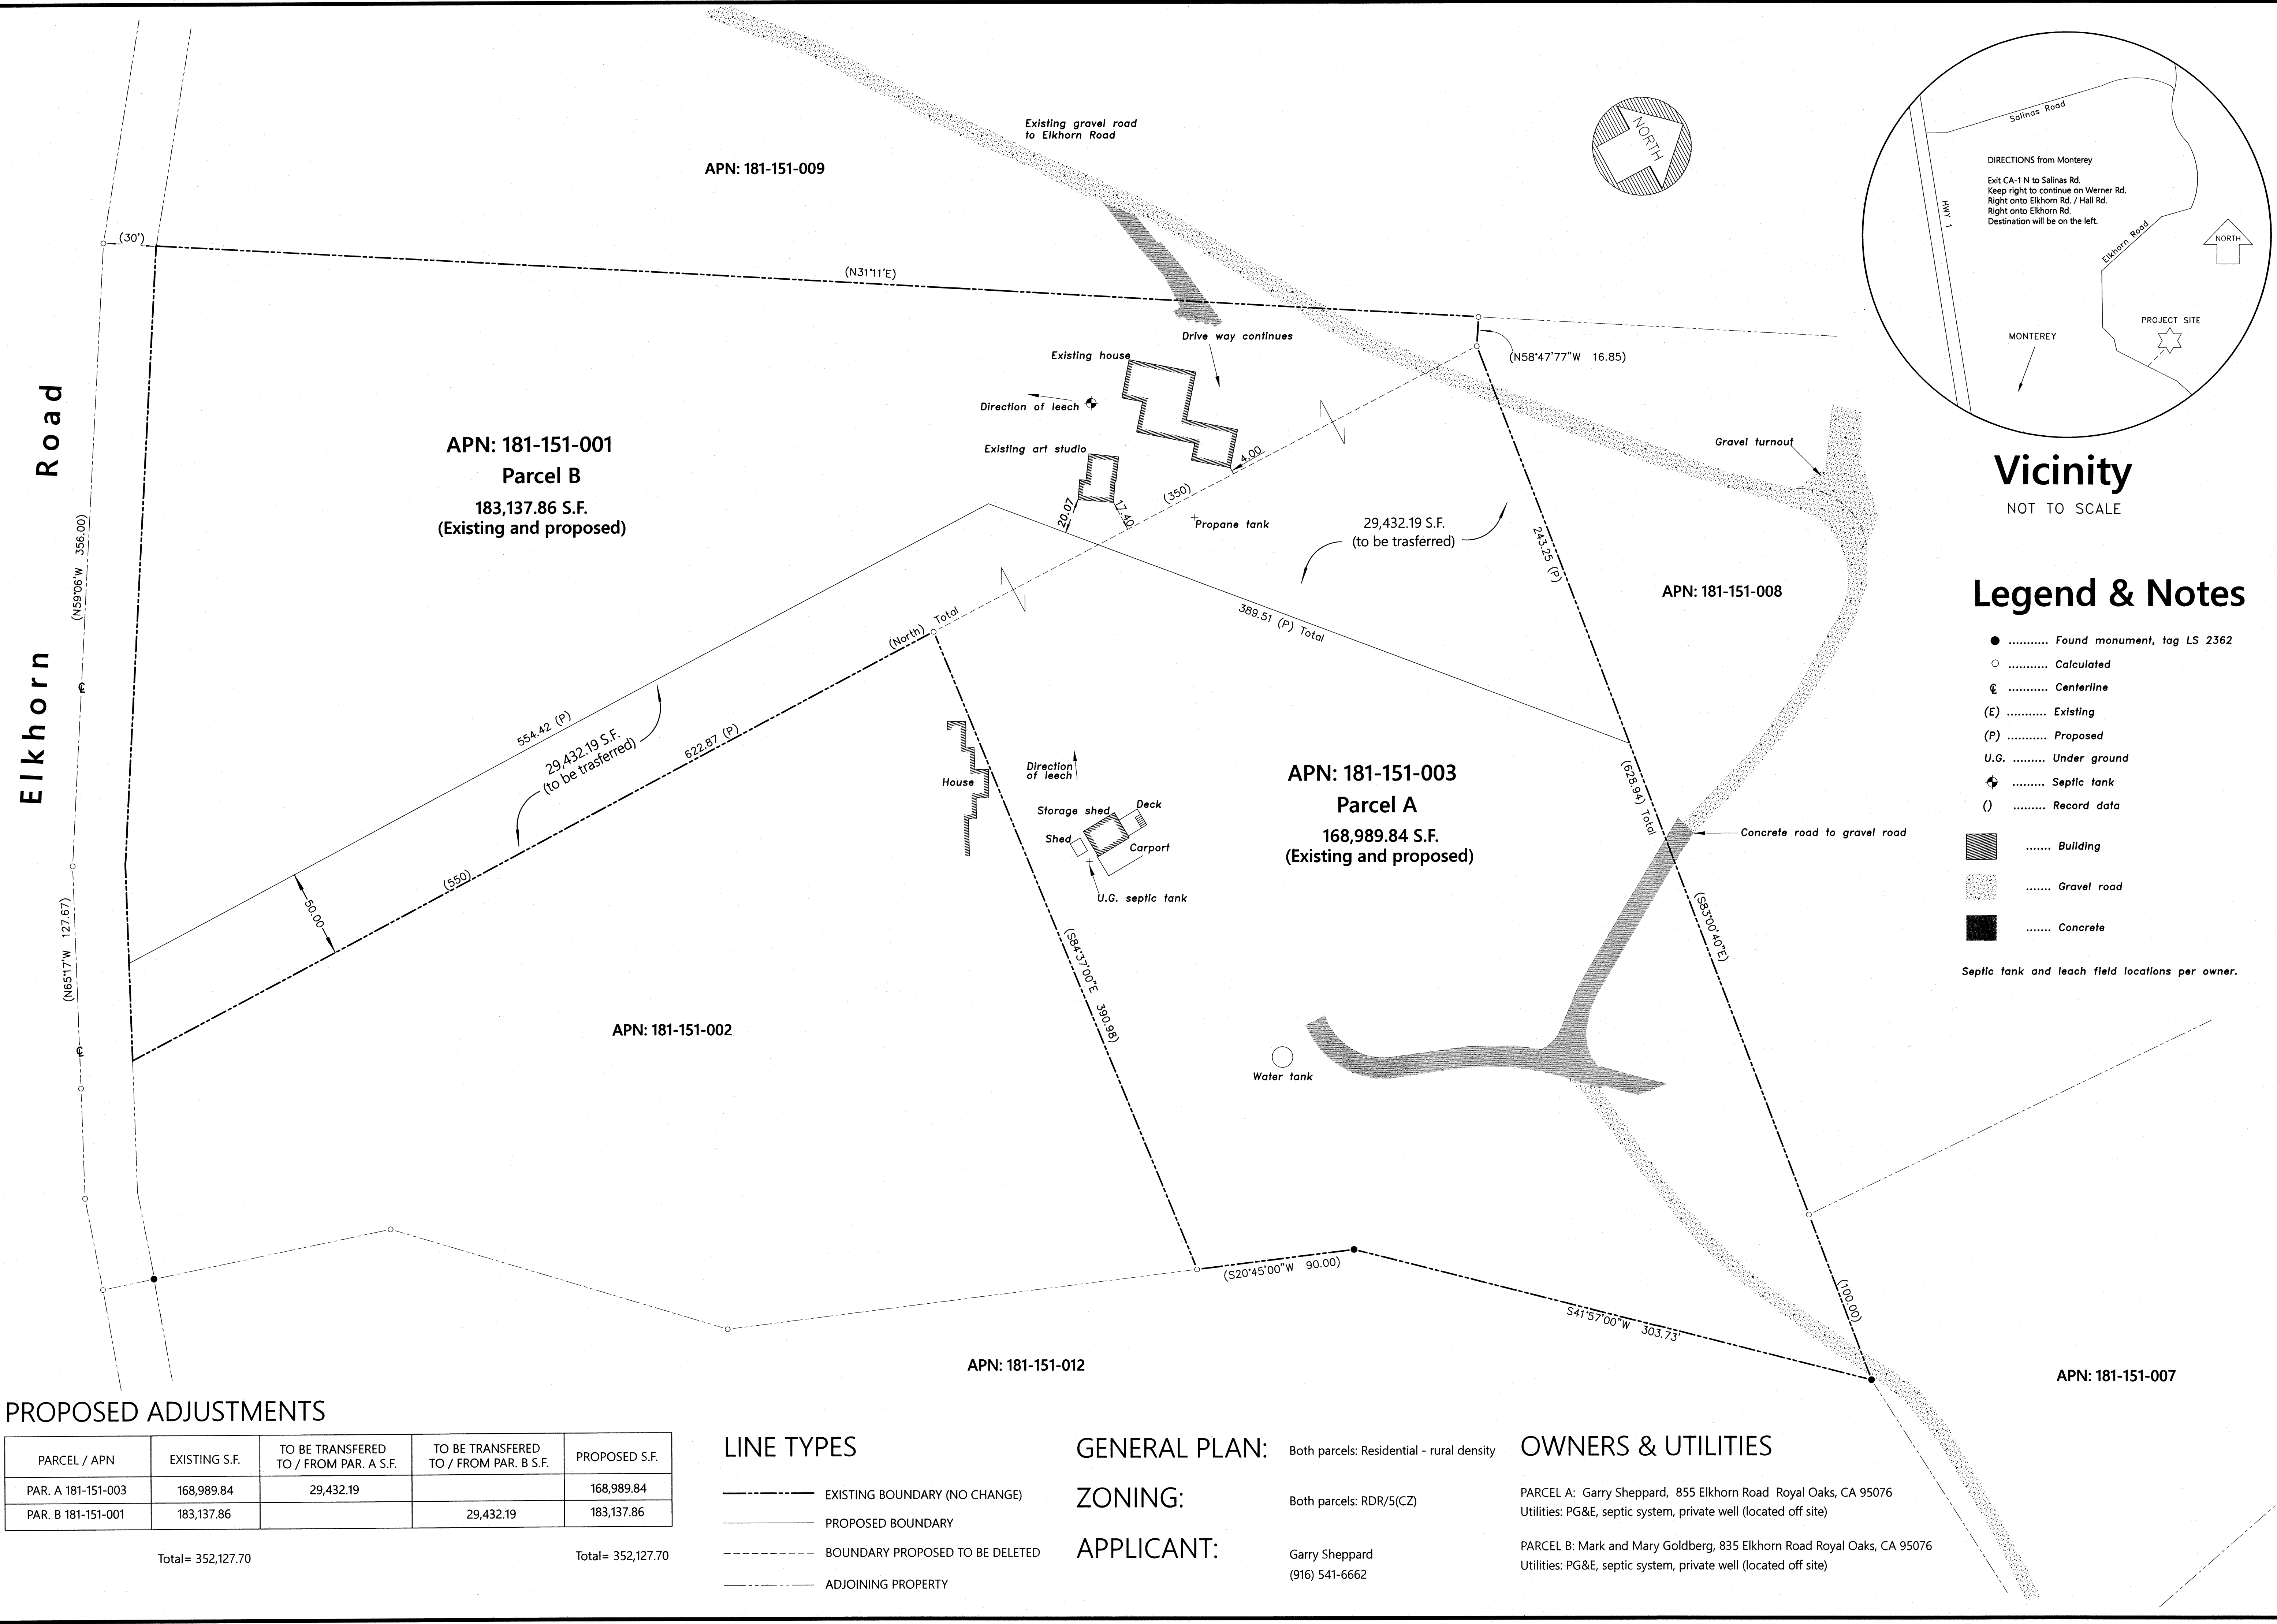 Existing gravel road
to Elkhorn Road
APN: 181-151-009
NORTH
Salinas Road
DIRECTIONS from Monterey
Exit CA-1 N to Salinas Rd.
Keep right to continue on Werner Rd.
Right onto Elkhorn Rd. / Hall Rd.
Right onto Elkhorn Rd.
Destination will be on the left.
HWY 1
Elkhorn Road
NORTH
PROJECT SITE
MONTEREY
Vicinity
NOT TO SCALE
(30')
(N31°11'E)
Drive way continues
(N58°47'77"W 16.85)
Existing house
Direction of leech
Existing art studio
4.00
(350)
20.07
17.40
Propane tank
Gravel turnout
Elkhorn Road
(N59°06'W 356.00)
℄
(N65°17'W 127.67)
℄
APN: 181-151-001
Parcel B
183,137.86 S.F.
(Existing and proposed)
29,432.19 S.F.
(to be trasferred)
243.25 (P)
APN: 181-151-008
389.51 (P) Total
(North) Total
554.42 (P)
29,432.19 S.F.
(to be trasferred)
622.87 (P)
(550)
50.00
House
Direction
of leech
Storage shed
Deck
Shed
Carport
U.G. septic tank
APN: 181-151-003
Parcel A
168,989.84 S.F.
(Existing and proposed)
(628.94) Total
Concrete road to gravel road
(S83°00'40"E)
(S84°37'00"E 390.98)
APN: 181-151-002
Water tank
(S20°45'00"W 90.00)
S41°57'00"W 303.73'
(100.00)
APN: 181-151-012
APN: 181-151-007
Legend & Notes
........... Found monument, tag LS 2362
........... Calculated
℄ ........... Centerline
(E) ........... Existing
(P) ........... Proposed
U.G. ......... Under ground
......... Septic tank
() ......... Record data
....... Building
....... Gravel road
....... Concrete
Septic tank and leach field locations per owner.
PROPOSED ADJUSTMENTS
PARCEL / APN EXISTING S.F. TO BE TRANSFERED TO / FROM PAR. A S.F. TO BE TRANSFERED TO / FROM PAR. B S.F. PROPOSED S.F.
PAR. A 181-151-003 168,989.84 29,432.19 168,989.84
PAR. B 181-151-001 183,137.86 29,432.19 183,137.86
Total= 352,127.70 Total= 352,127.70
LINE TYPES
EXISTING BOUNDARY (NO CHANGE)
PROPOSED BOUNDARY
BOUNDARY PROPOSED TO BE DELETED
ADJOINING PROPERTY
GENERAL PLAN: Both parcels: Residential - rural density
ZONING: Both parcels: RDR/5(CZ)
APPLICANT: Garry Sheppard
(916) 541-6662
OWNERS & UTILITIES
PARCEL A: Garry Sheppard, 855 Elkhorn Road Royal Oaks, CA 95076
Utilities: PG&E, septic system, private well (located off site)
PARCEL B: Mark and Mary Goldberg, 835 Elkhorn Road Royal Oaks, CA 95076
Utilities: PG&E, septic system, private well (located off site)